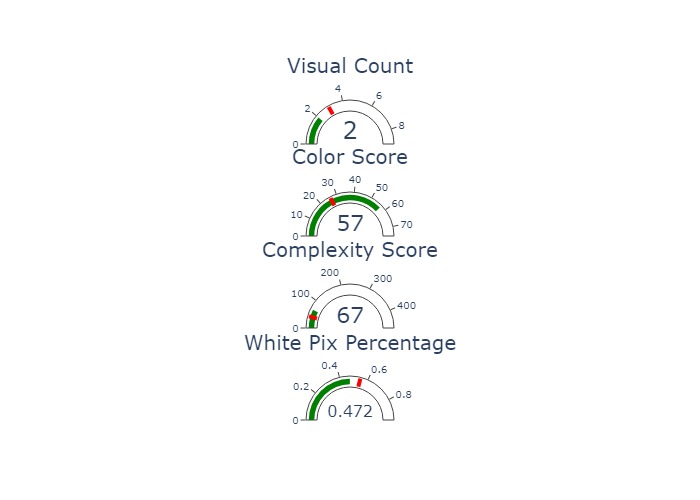 Visual Count
0 2 4 6 8
2
Color Score
0 10 20 30 40 50 60 70
57
Complexity Score
0 100 200 300 400
67
White Pix Percentage
0 0.2 0.4 0.6 0.8
0.472